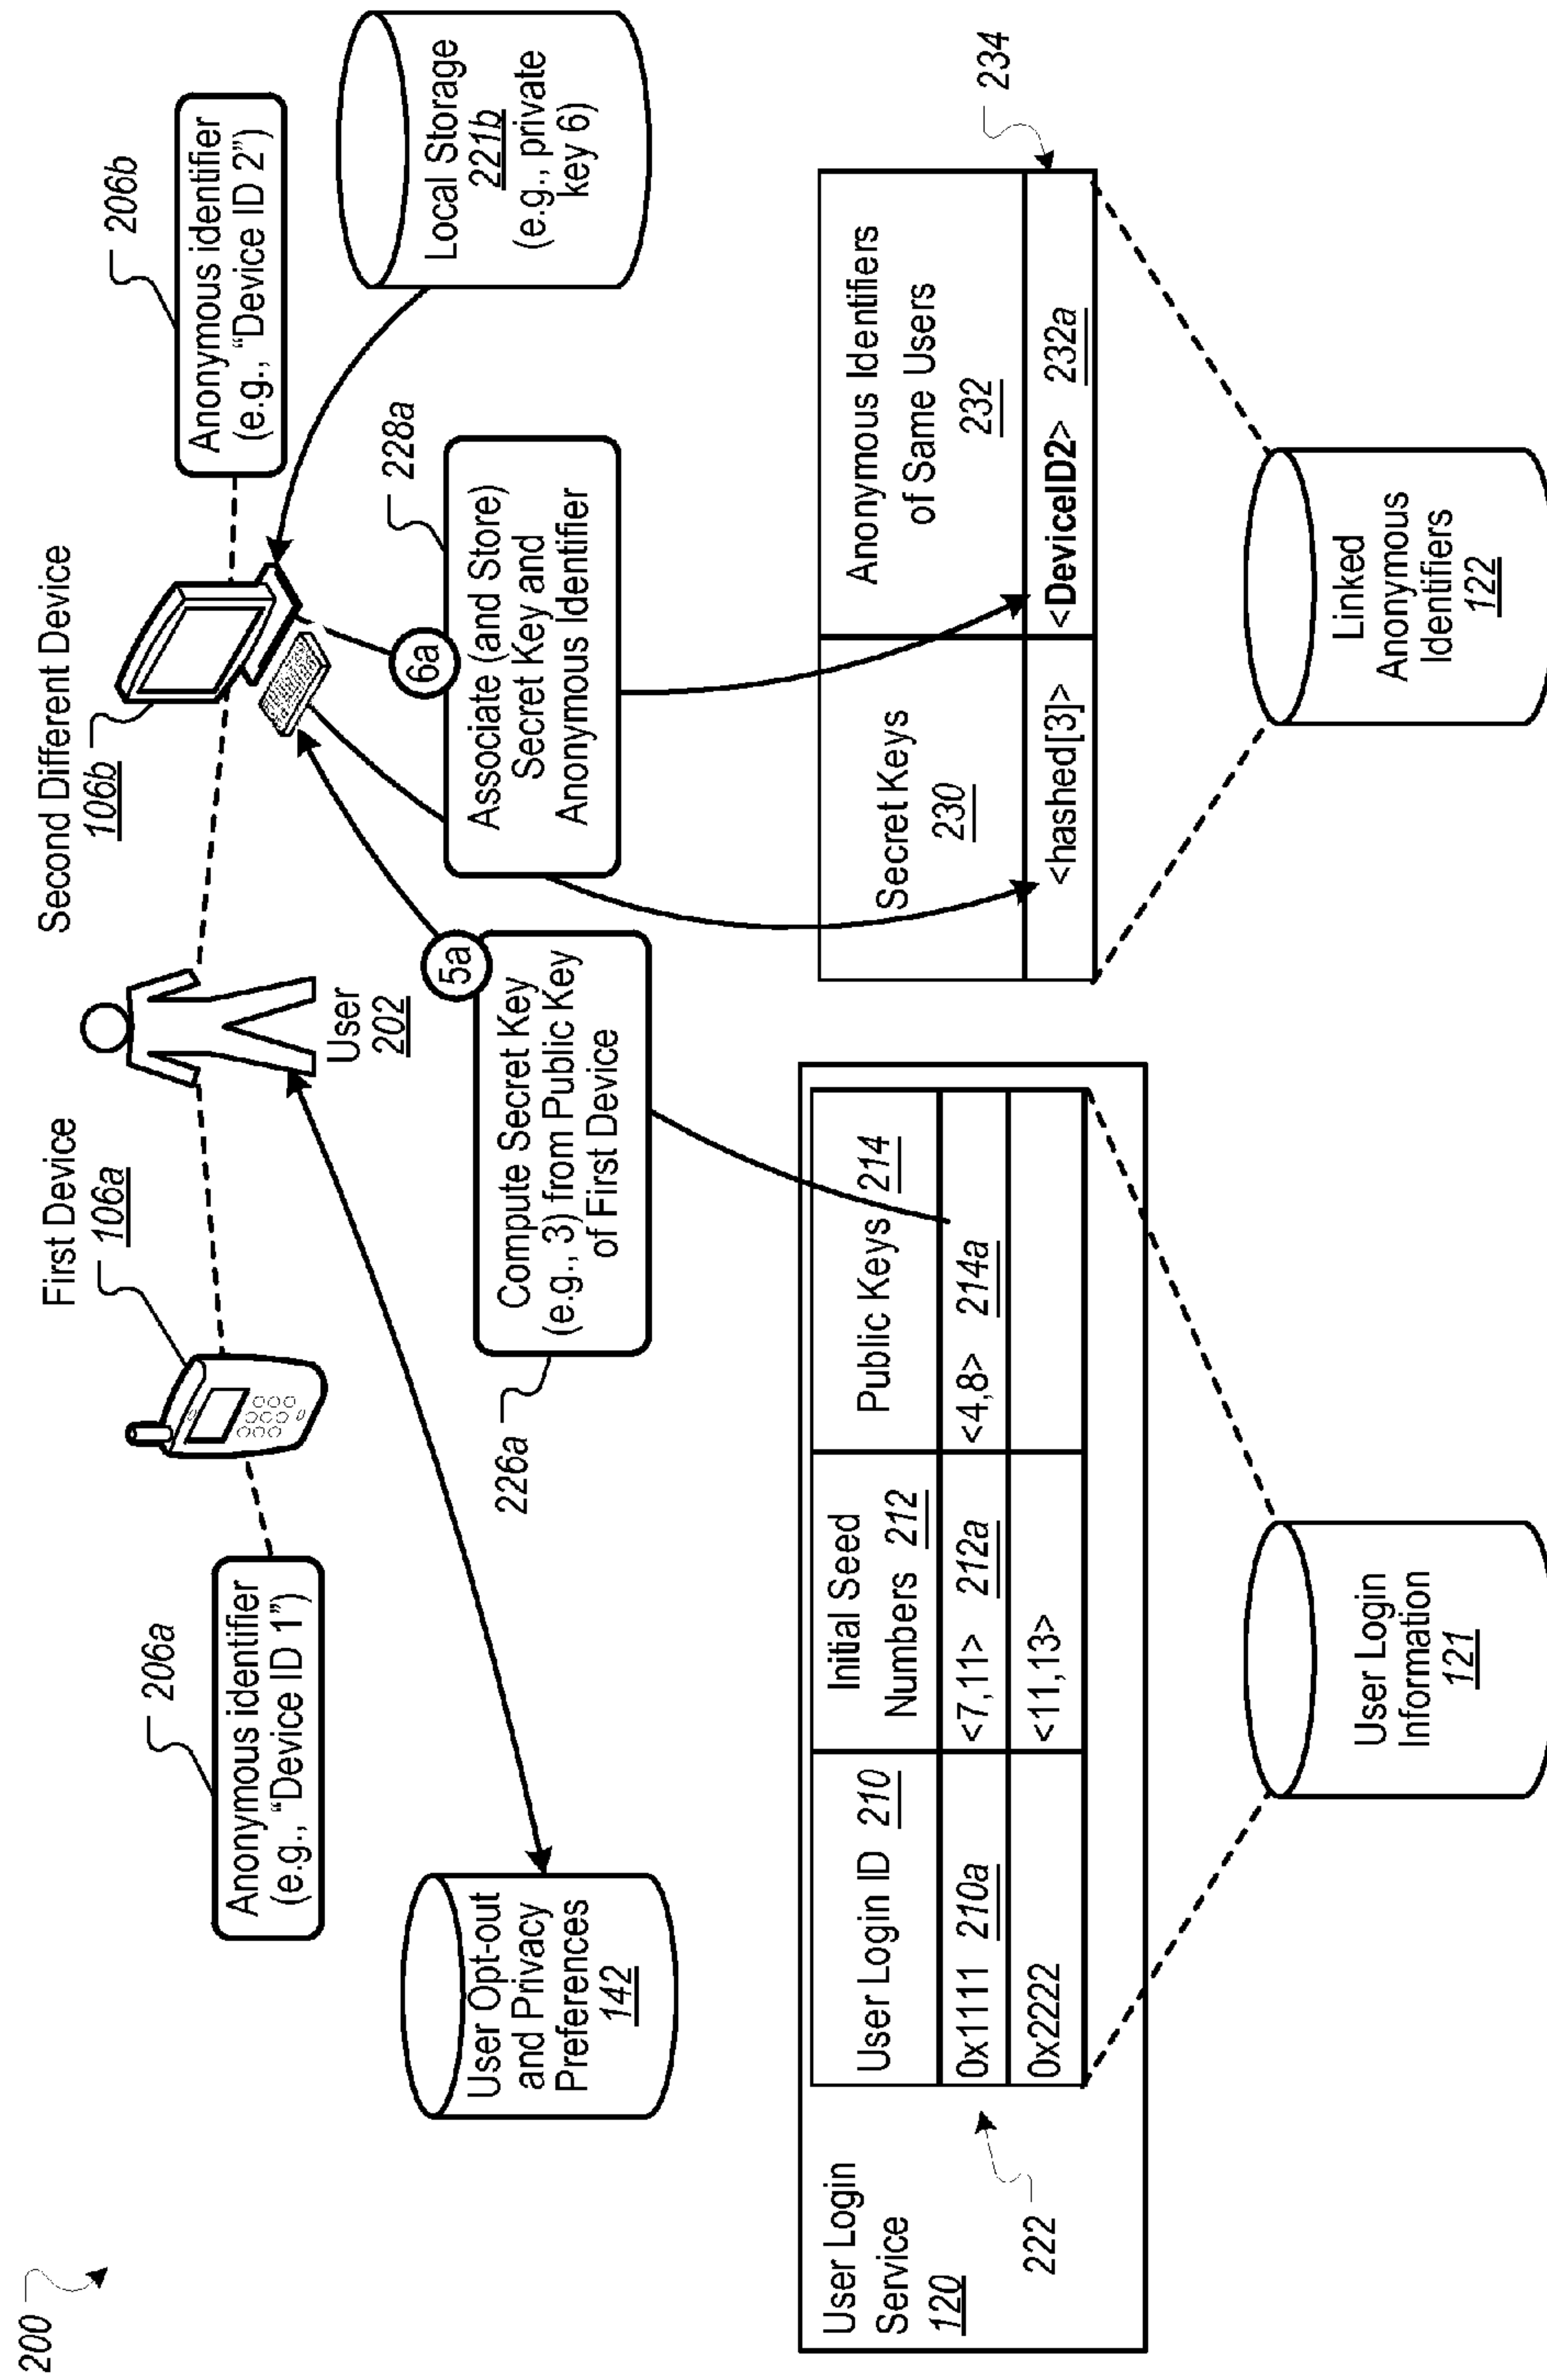 200
First Device
106a
Second Different Device
106b
206a
Anonymous identifier
(e.g., “Device ID 1”)
206b
Anonymous identifier
(e.g., “Device ID 2”)
User
202
User Opt-out
and Privacy
Preferences
142
226a
5a
Compute Secret Key
(e.g., 3) from Public Key
of First Device
6a
228a
Associate (and Store)
Secret Key and
Anonymous Identifier
Local Storage
221b
(e.g., private
key 6)
User Login
Service
120
222
User Login ID 210
Initial Seed
Numbers 212
Public Keys 214
0x1111 210a
<7,11> 212a
<4,8> 214a
0x2222
<11,13>
Secret Keys
230
Anonymous Identifiers
of Same Users
232
<hashed[3]>
<DeviceID2> 232a
234
User Login
Information
121
Linked
Anonymous
Identifiers
122